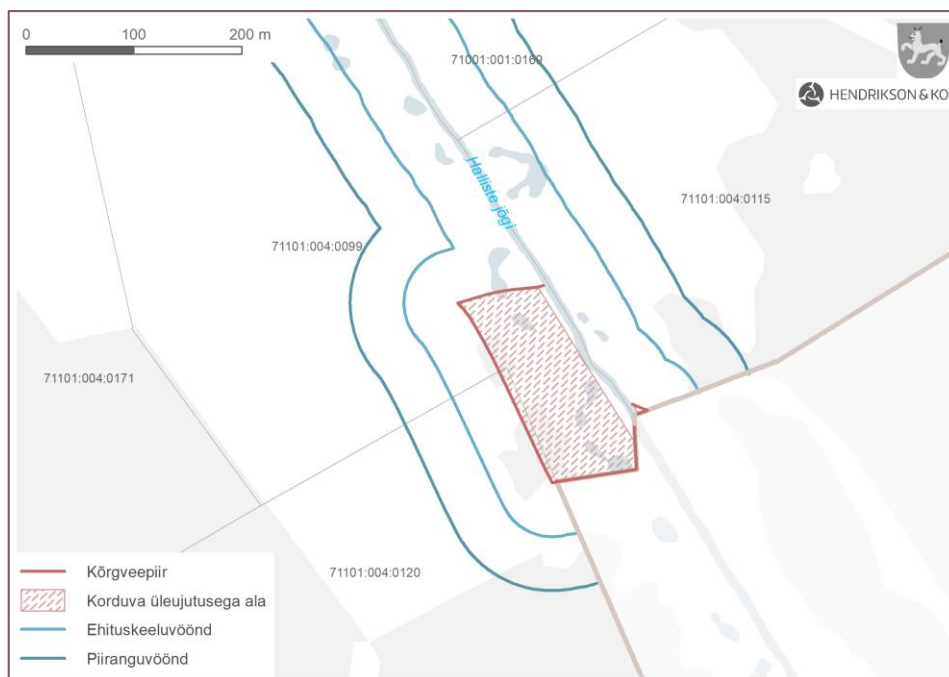 0 100 200 m
71001:001:0169
HENDRIKSON & KO
Halliste jõgi
71101:004:0115
71101:004:0099
71101:004:0171
71101:004:0120
Kõrgveepiir
Korduva üleujutusega ala
Ehituskeeluvöönd
Piiranguvöönd